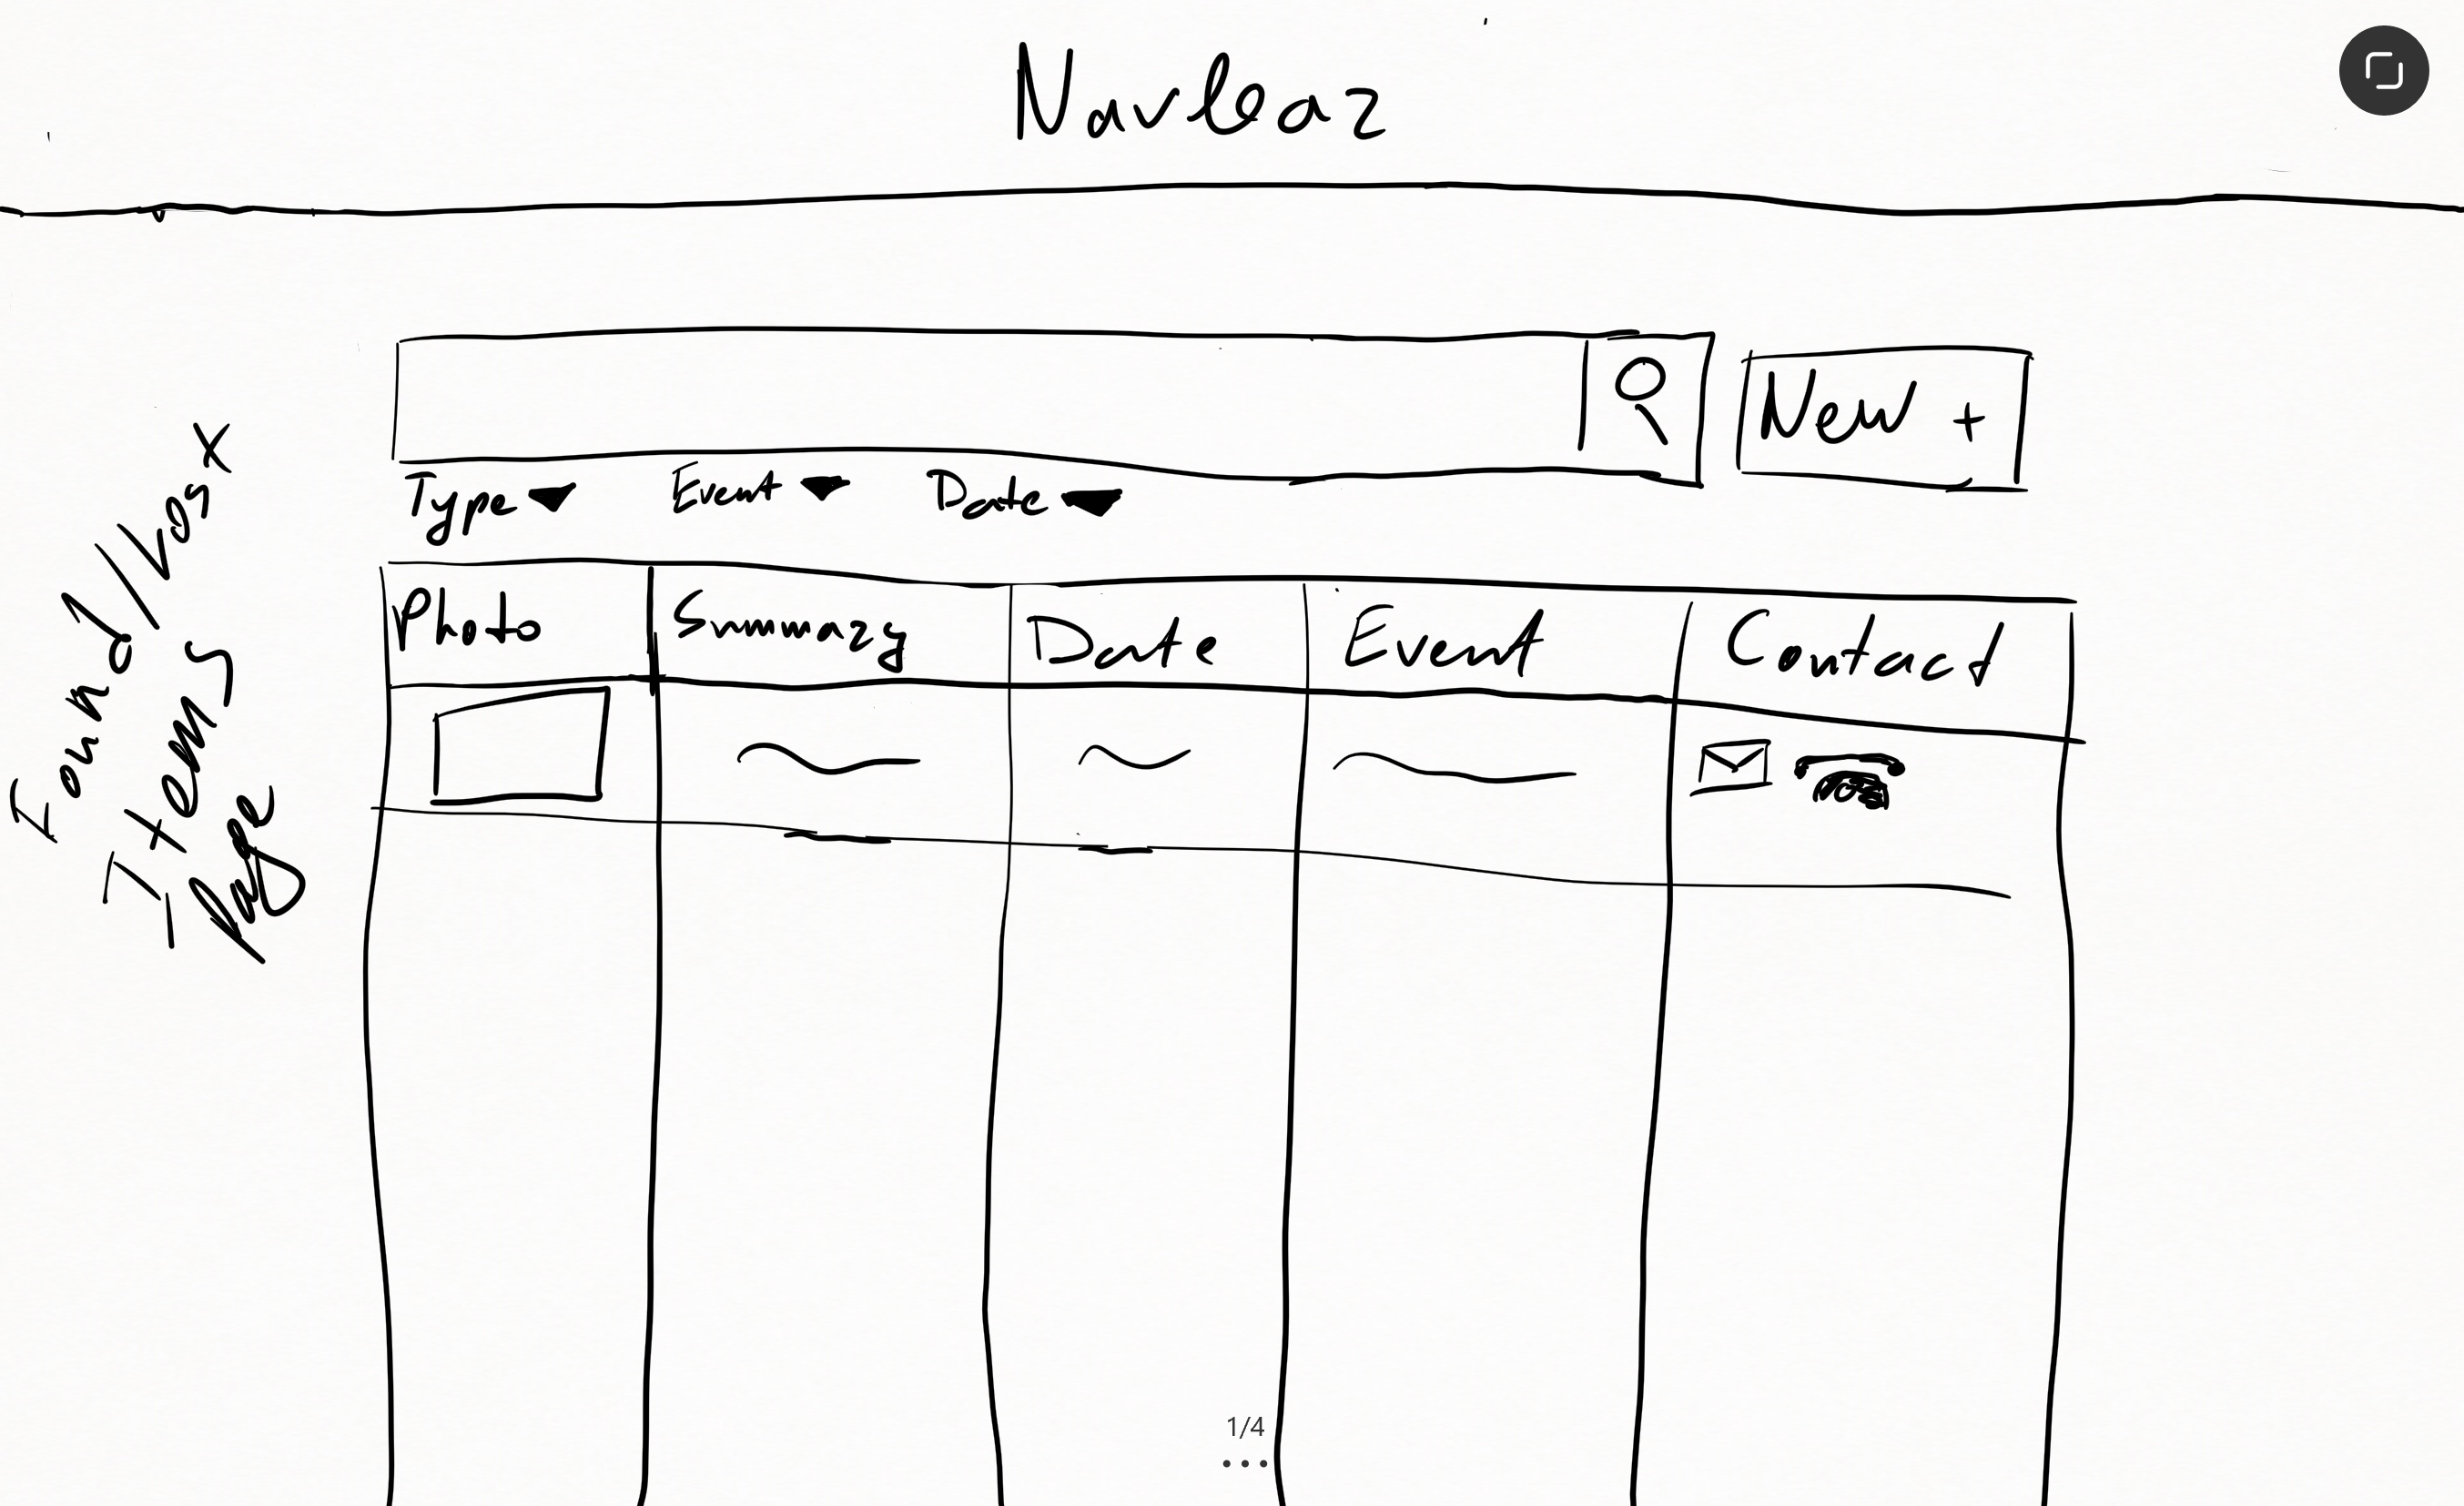 Navbar
New +
Type Event Date
Found/Lost
Items
Page
Photo Summary Date Event Contact
1/4